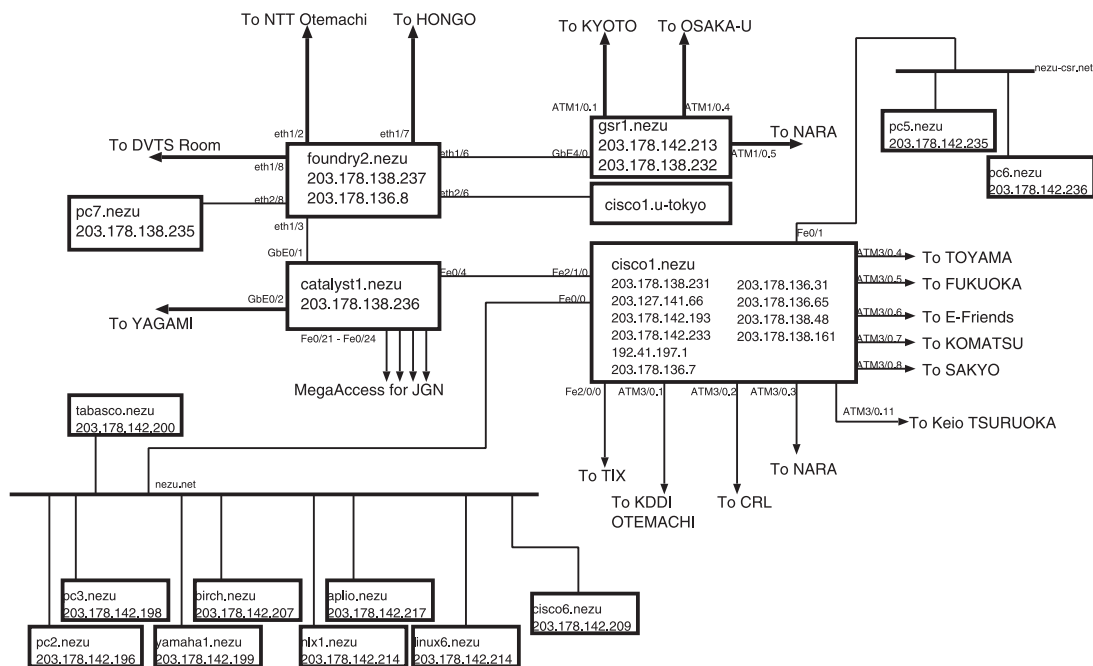 To NTT Otemachi
To HONGO
To KYOTO
To OSAKA-U
nezu-csr.net
ATM1/0.1
ATM1/0.4
eth1/2
eth1/7
gsr1.nezu
203.178.142.213
203.178.138.232
To NARA
pc5.nezu
203.178.142.235
To DVTS Room
eth1/8
foundry2.nezu
203.178.138.237
203.178.136.8
eth1/6
GbE4/0
ATM1/0.5
pc6.nezu
203.178.142.236
eth2/8
eth2/6
cisco1.u-tokyo
pc7.nezu
203.178.138.235
eth1/3
Fe0/1
GbE0/1
catalyst1.nezu
203.178.138.236
Fe0/4
Fe2/1/0
Fe0/0
cisco1.nezu
203.178.138.231
203.127.141.66
203.178.142.193
203.178.142.233
192.41.197.1
203.178.136.7
203.178.136.31
203.178.136.65
203.178.138.48
203.178.138.161
ATM3/0.4
To TOYAMA
ATM3/0.5
To FUKUOKA
ATM3/0.6
To E-Friends
ATM3/0.7
To KOMATSU
ATM3/0.8
To SAKYO
GbE0/2
To YAGAMI
Fe0/21 - Fe0/24
MegaAccess for JGN
Fe2/0/0
ATM3/0.1
ATM3/0.2
ATM3/0.3
ATM3/0.11
To Keio TSURUOKA
tabasco.nezu
203.178.142.200
To TIX
To KDDI
OTEMACHI
To CRL
To NARA
nezu.net
pc3.nezu
203.178.142.198
birch.nezu
203.178.142.207
aplio.nezu
203.178.142.217
cisco6.nezu
203.178.142.209
pc2.nezu
203.178.142.196
yamaha1.nezu
203.178.142.199
nlx1.nezu
203.178.142.214
linux6.nezu
203.178.142.214